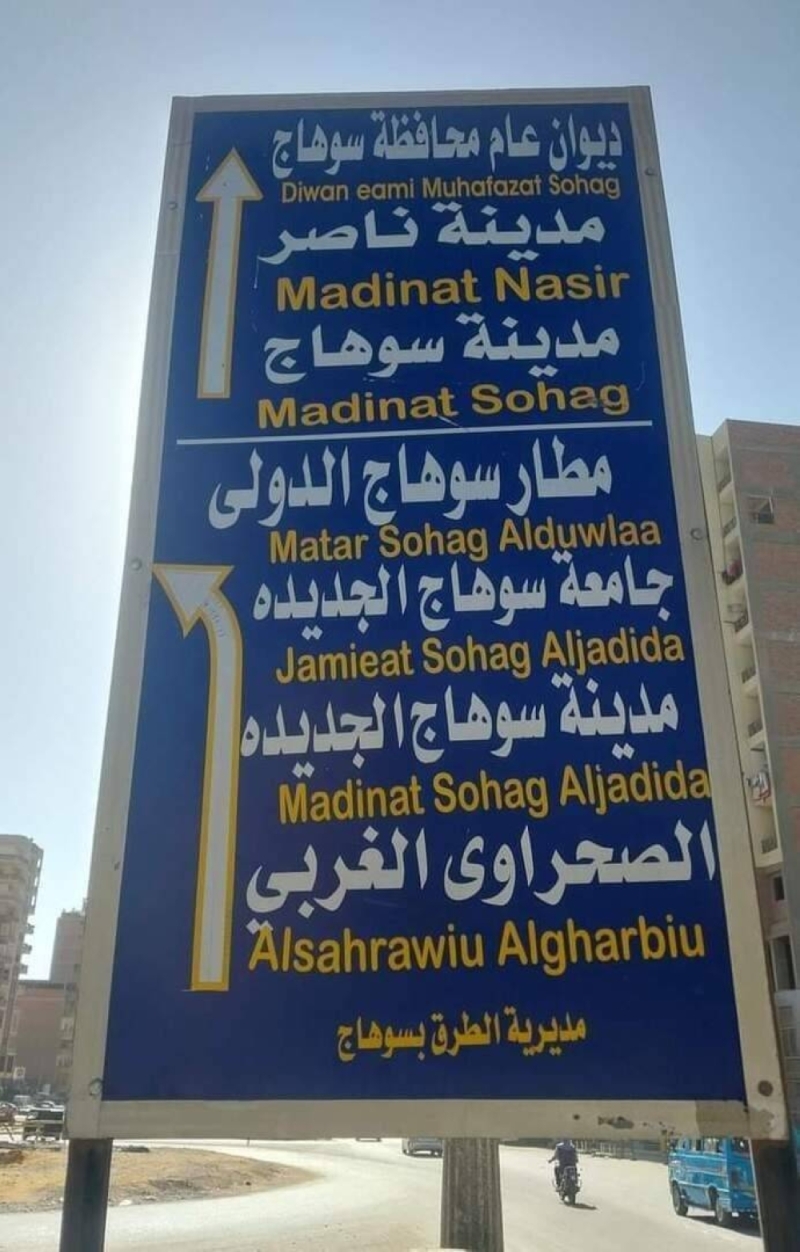 ديوان عام محافظة سوهاج
Diwan eami Muhafazat Sohag
مدينة ناصر
Madinat Nasir
مدينة سوهاج
Madinat Sohag
مطار سوهاج الدولى
Matar Sohag Alduwlaa
جامعة سوهاج الجديده
Jamieat Sohag Aljadida
مدينة سوهاج الجديده
Madinat Sohag Aljadida
الصحراوى الغربي
Alsahrawiu Algharbiu
مديرية الطرق بسوهاج